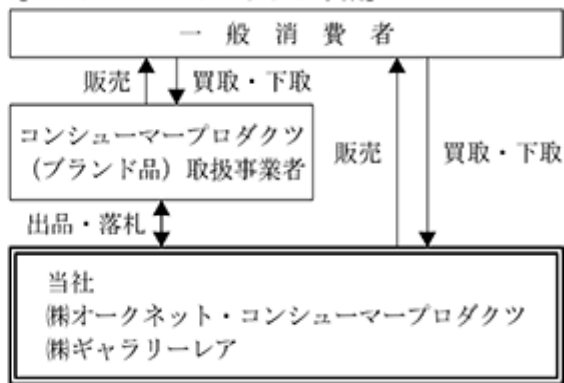 一般消費者
販売
買取・下取
コンシューマープロダクツ
（ブランド品）取扱事業者
販売
買取・下取
出品・落札
当社
㈱オークネット・コンシューマープロダクツ
㈱ギャラリーレア